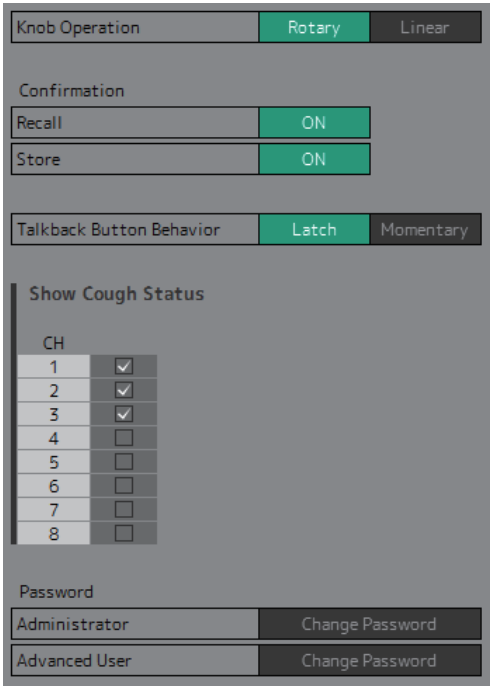 Knob Operation Rotary Linear
Confirmation
Recall ON
Store ON
Talkback Button Behavior Latch Momentary
Show Cough Status
CH
1
2
3
4
5
6
7
8
Password
Administrator Change Password
Advanced User Change Password